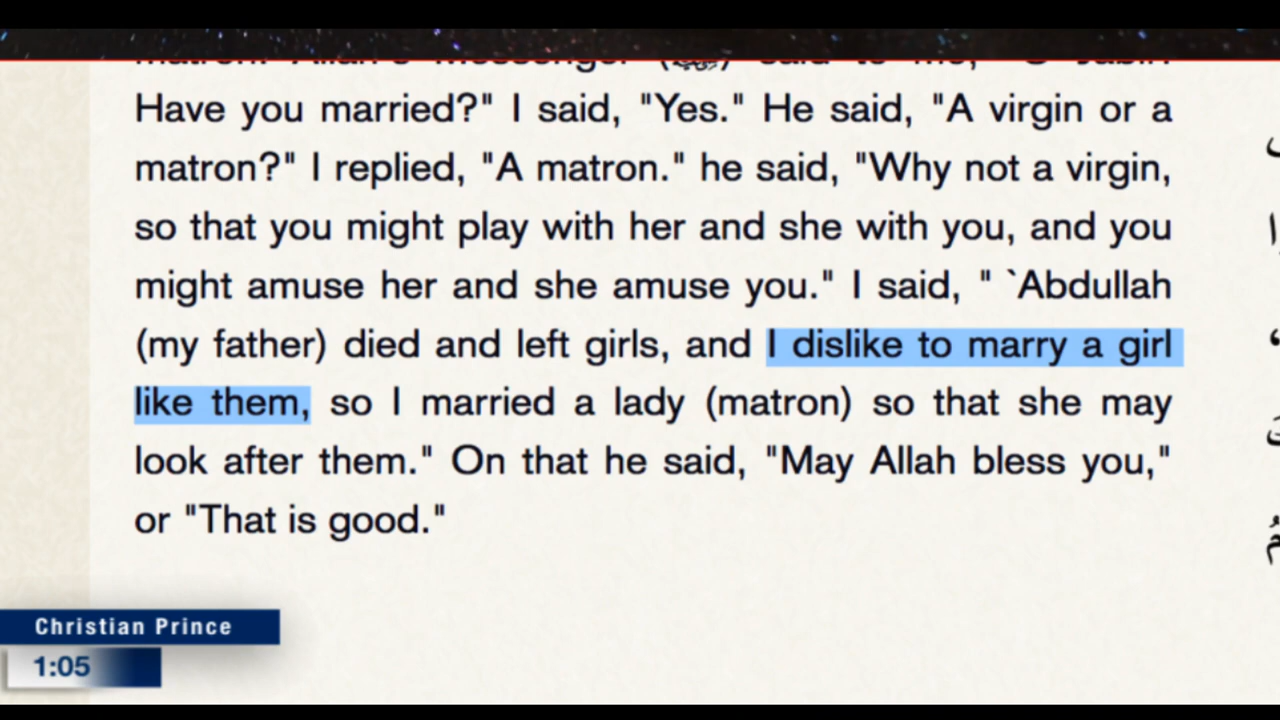 Have you married?" I said, "Yes." He said, "A virgin or a
matron?" I replied, "A matron." he said, "Why not a virgin,
so that you might play with her and she with you, and you
might amuse her and she amuse you." I said, " `Abdullah
(my father) died and left girls, and I dislike to marry a girl
like them, so I married a lady (matron) so that she may
look after them." On that he said, "May Allah bless you,"
or "That is good."
Christian Prince
1:05